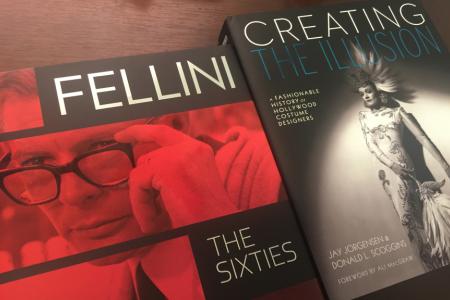 FELLINI
THE
SIXTIES
CREATING
THE ILLUSION
A FASHIONABLE
HISTORY of
HOLLYWOOD
COSTUME
DESIGNERS
JAY JORGENSEN &
DONALD L. SCOGGINS
FOREWORD BY ALI MACGRAW